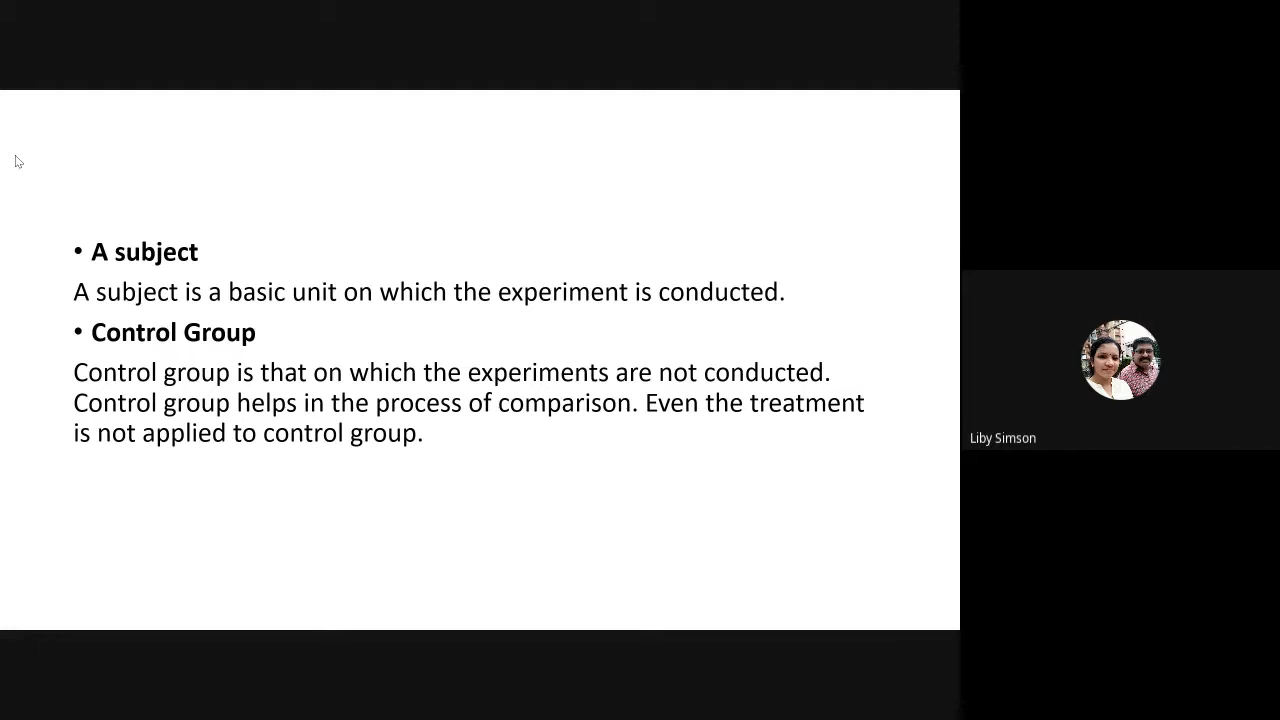 • A subject
A subject is a basic unit on which the experiment is conducted.
• Control Group
Control group is that on which the experiments are not conducted.
Control group helps in the process of comparison. Even the treatment
is not applied to control group.
Liby Simson